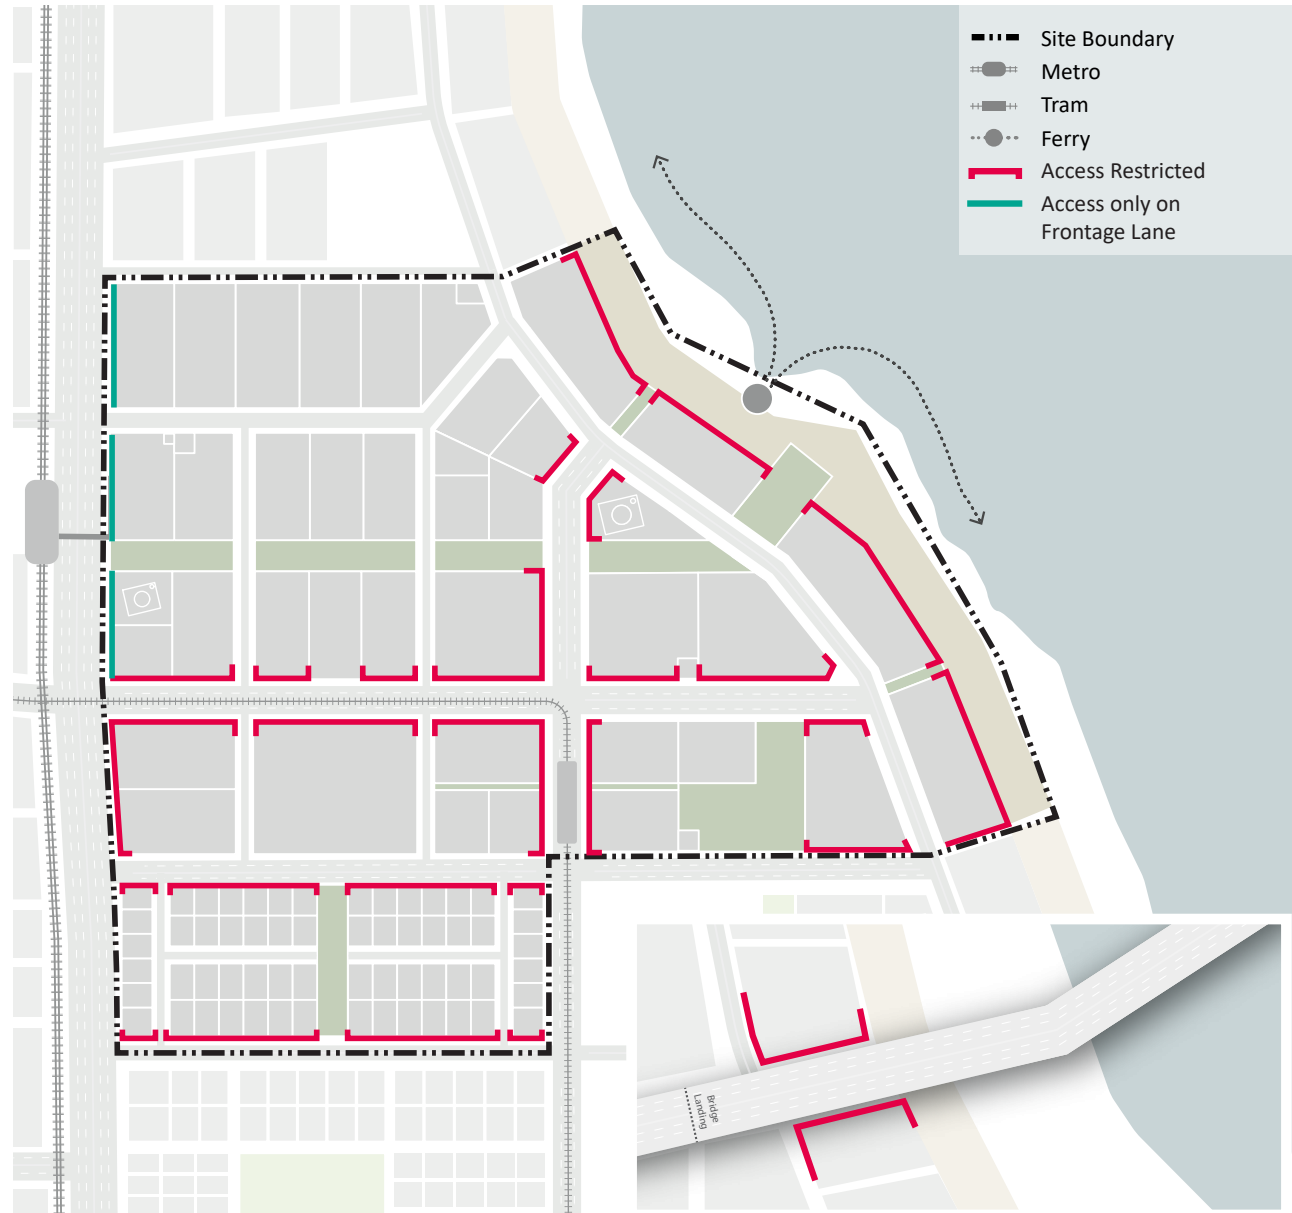 Site Boundary
Metro
Tram
Ferry
Access Restricted
Access only on
Frontage Lane
Bridge
Landing